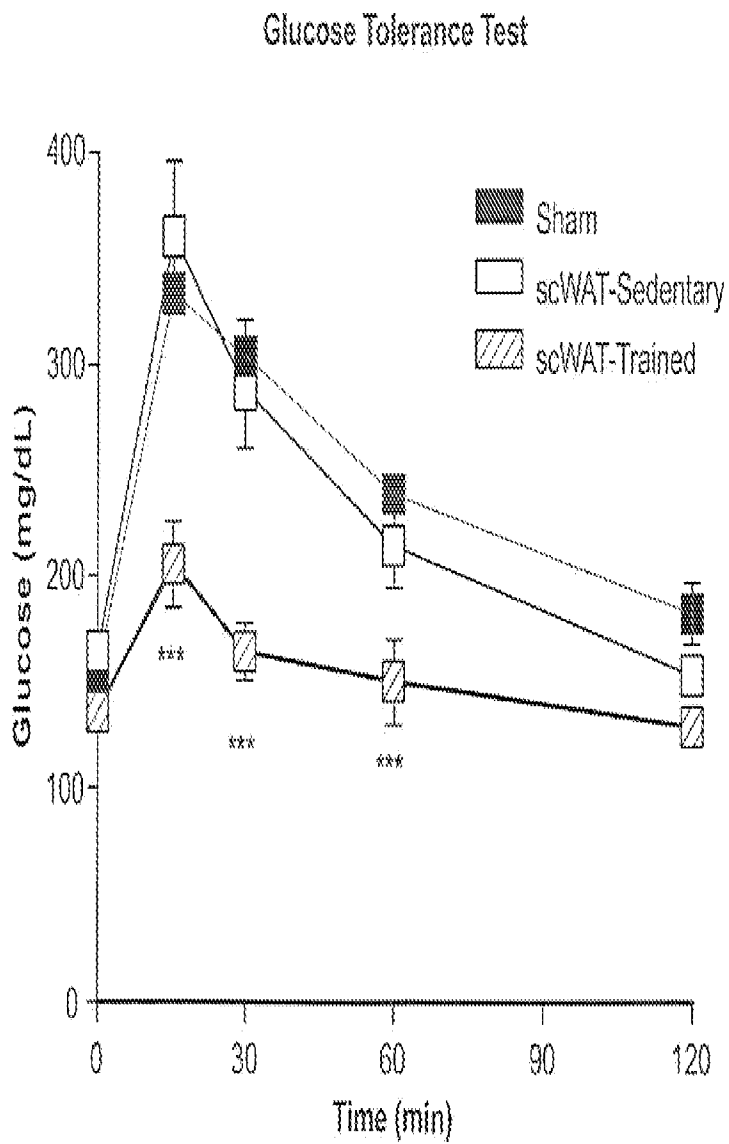 Glucose Tolerance Test
400
300
200
100
0
Glucose (mg/dL)
Sham
scWAT-Sedentary
scWAT-Trained
***
***
***
0 30 60 90 120
Time (min)